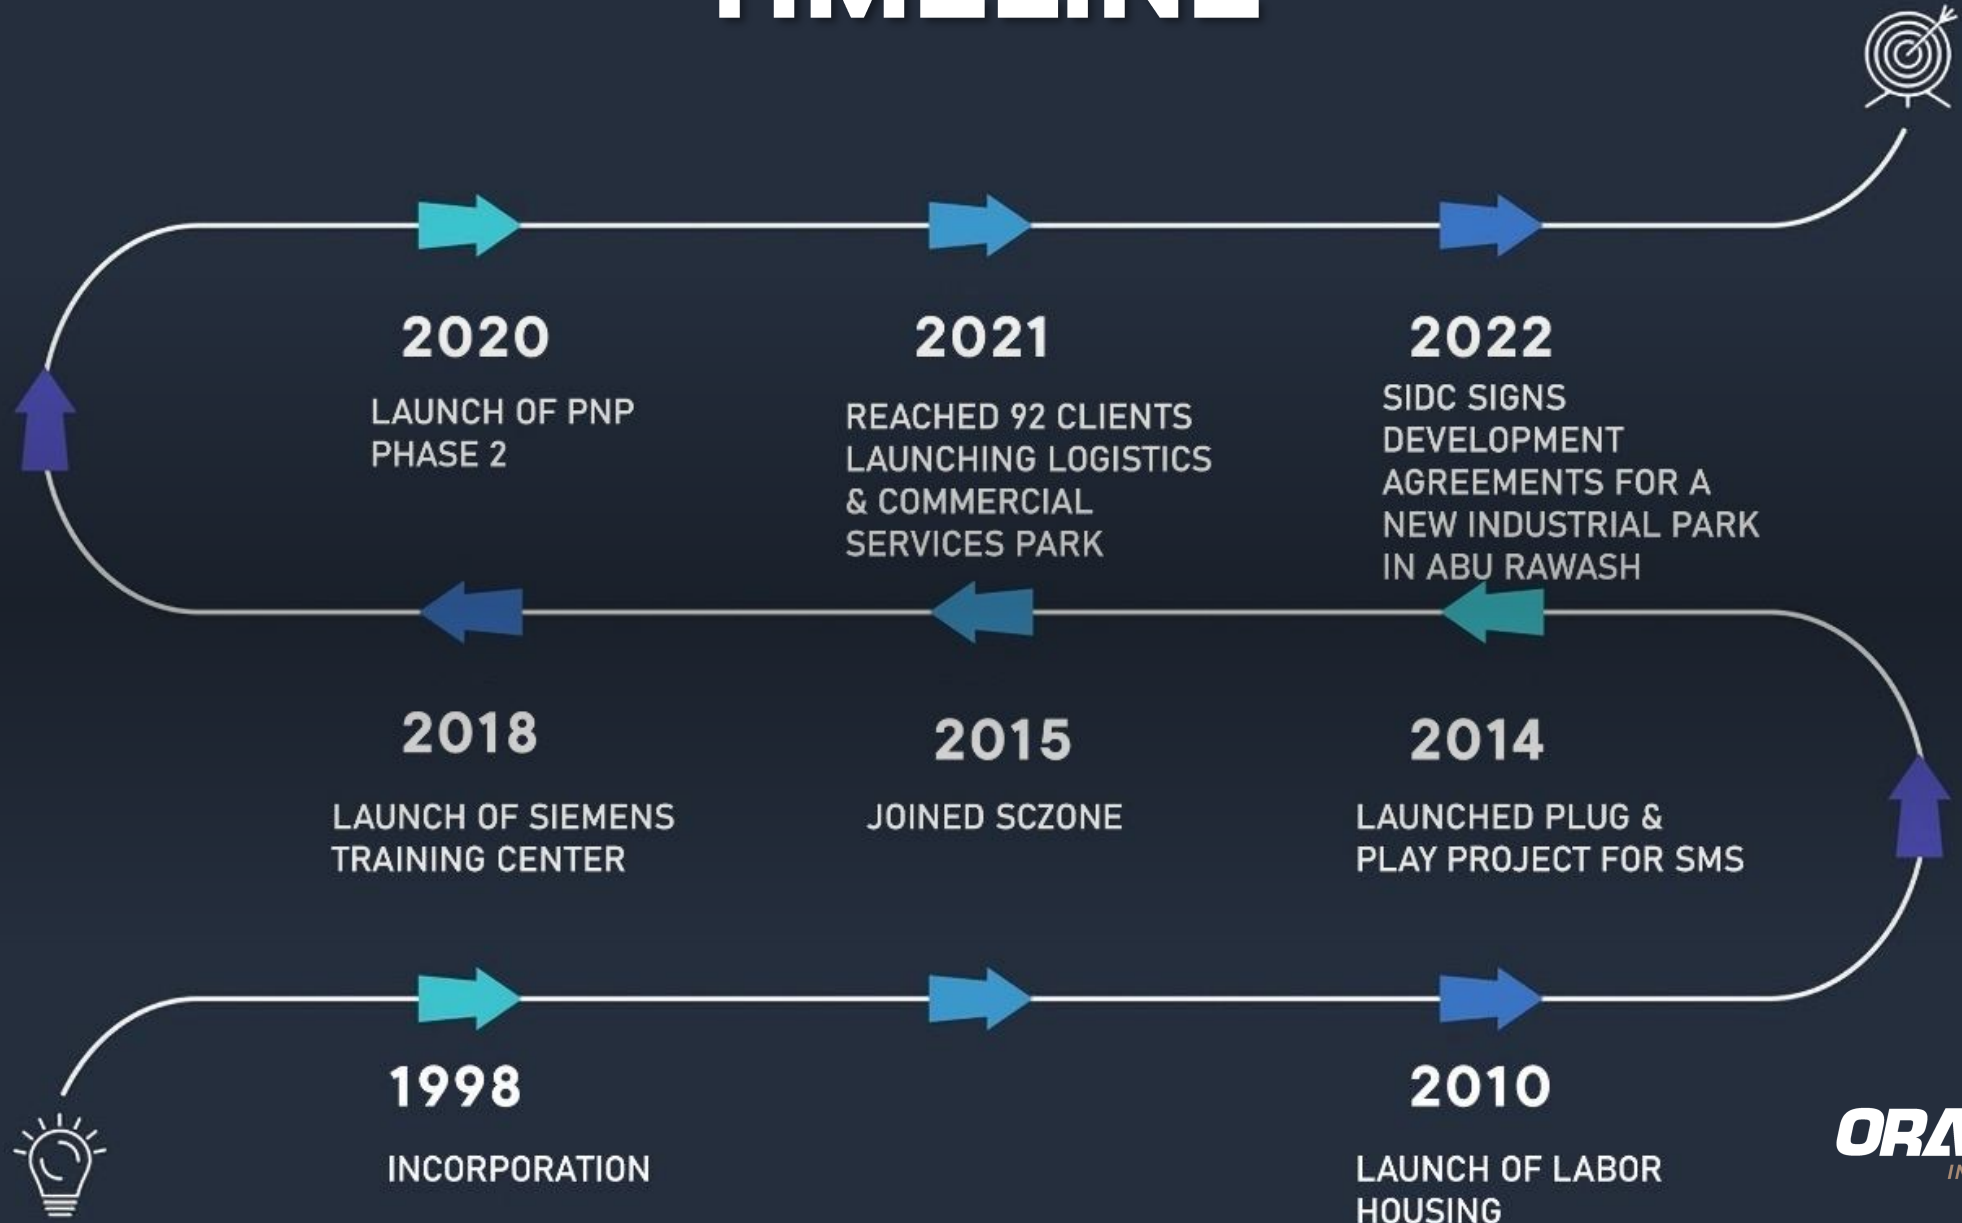 TIMELINE
2020
LAUNCH OF PNP
PHASE 2
2021
REACHED 92 CLIENTS
LAUNCHING LOGISTICS
& COMMERCIAL
SERVICES PARK
2022
SIDC SIGNS
DEVELOPMENT
AGREEMENTS FOR A
NEW INDUSTRIAL PARK
IN ABU RAWASH
2018
LAUNCH OF SIEMENS
TRAINING CENTER
2015
JOINED SCZONE
2014
LAUNCHED PLUG &
PLAY PROJECT FOR SMS
1998
INCORPORATION
2010
LAUNCH OF LABOR
HOUSING